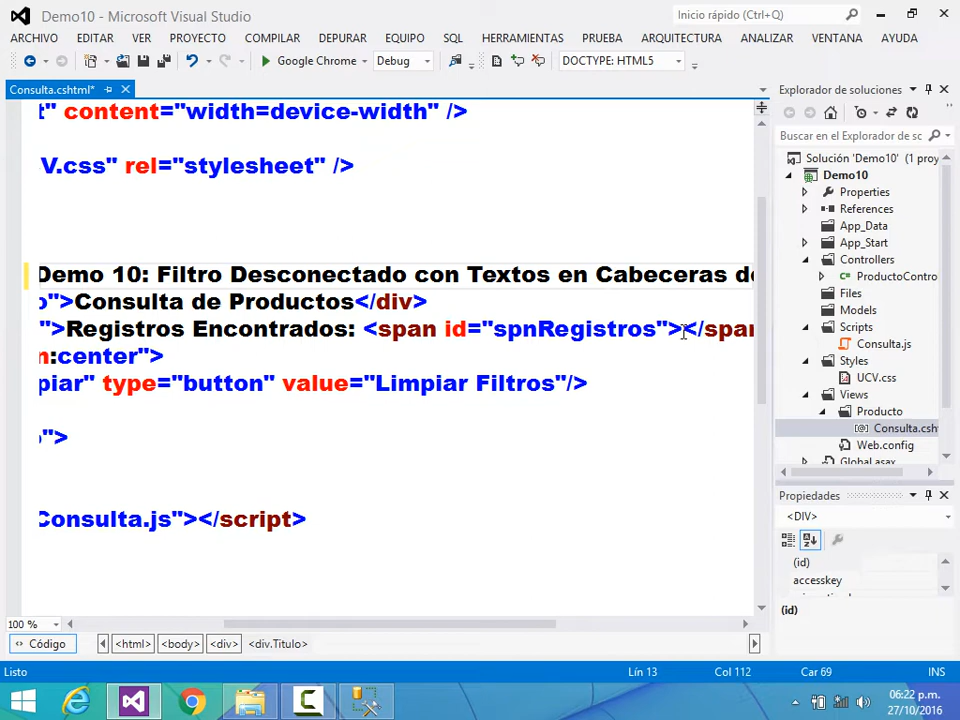 Demo10 - Microsoft Visual Studio
Inicio rápido (Ctrl+Q)
ARCHIVO EDITAR VER PROYECTO COMPILAR DEPURAR EQUIPO SQL HERRAMIENTAS PRUEBA ARQUITECTURA ANALIZAR VENTANA AYUDA
Google Chrome Debug DOCTYPE: HTML5
Consulta.cshtml*
Explorador de soluciones
t" content="width=device-width" />
V.css" rel="stylesheet" />
Demo 10: Filtro Desconectado con Textos en Cabeceras de
o">Consulta de Productos</div>
">Registros Encontrados: <span id="spnRegistros"></span
n:center">
piar" type="button" value="Limpiar Filtros"/>
o">
Consulta.js"></script>
Buscar en el Explorador de sc
Solución 'Demo10' (1 proy
Demo10
Properties
References
App_Data
App_Start
Controllers
ProductoContro
Files
Models
Scripts
Consulta.js
Styles
UCV.css
Views
Producto
Consulta.csh
Web.config
Global.asax
Propiedades
<DIV>
(id)
accesskey
(id)
100 %
Código <html> <body> <div> <div.Titulo>
Listo Lín 13 Col 112 Car 69 INS
06:22 p.m.
27/10/2016